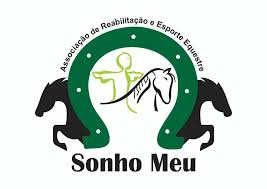 Associação de Reabilitação e Esporte Equestre
Sonho Meu